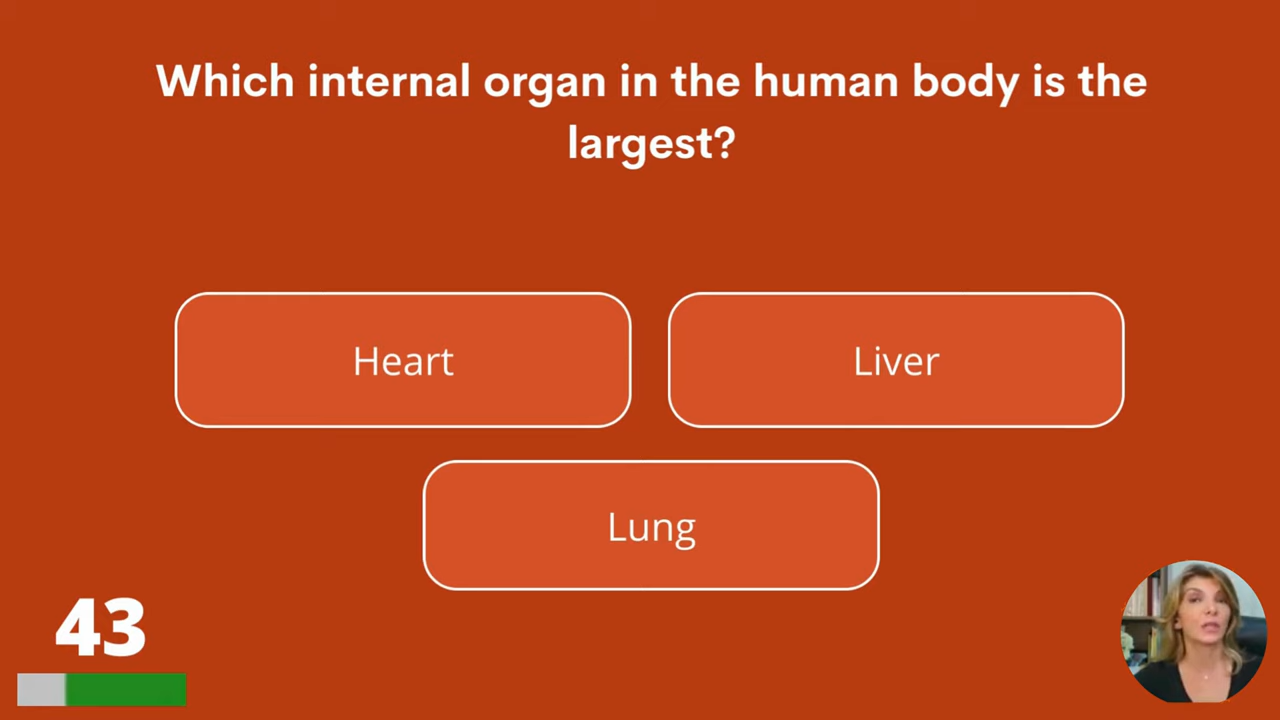 Which internal organ in the human body is the
largest?
Heart
Liver
Lung
43